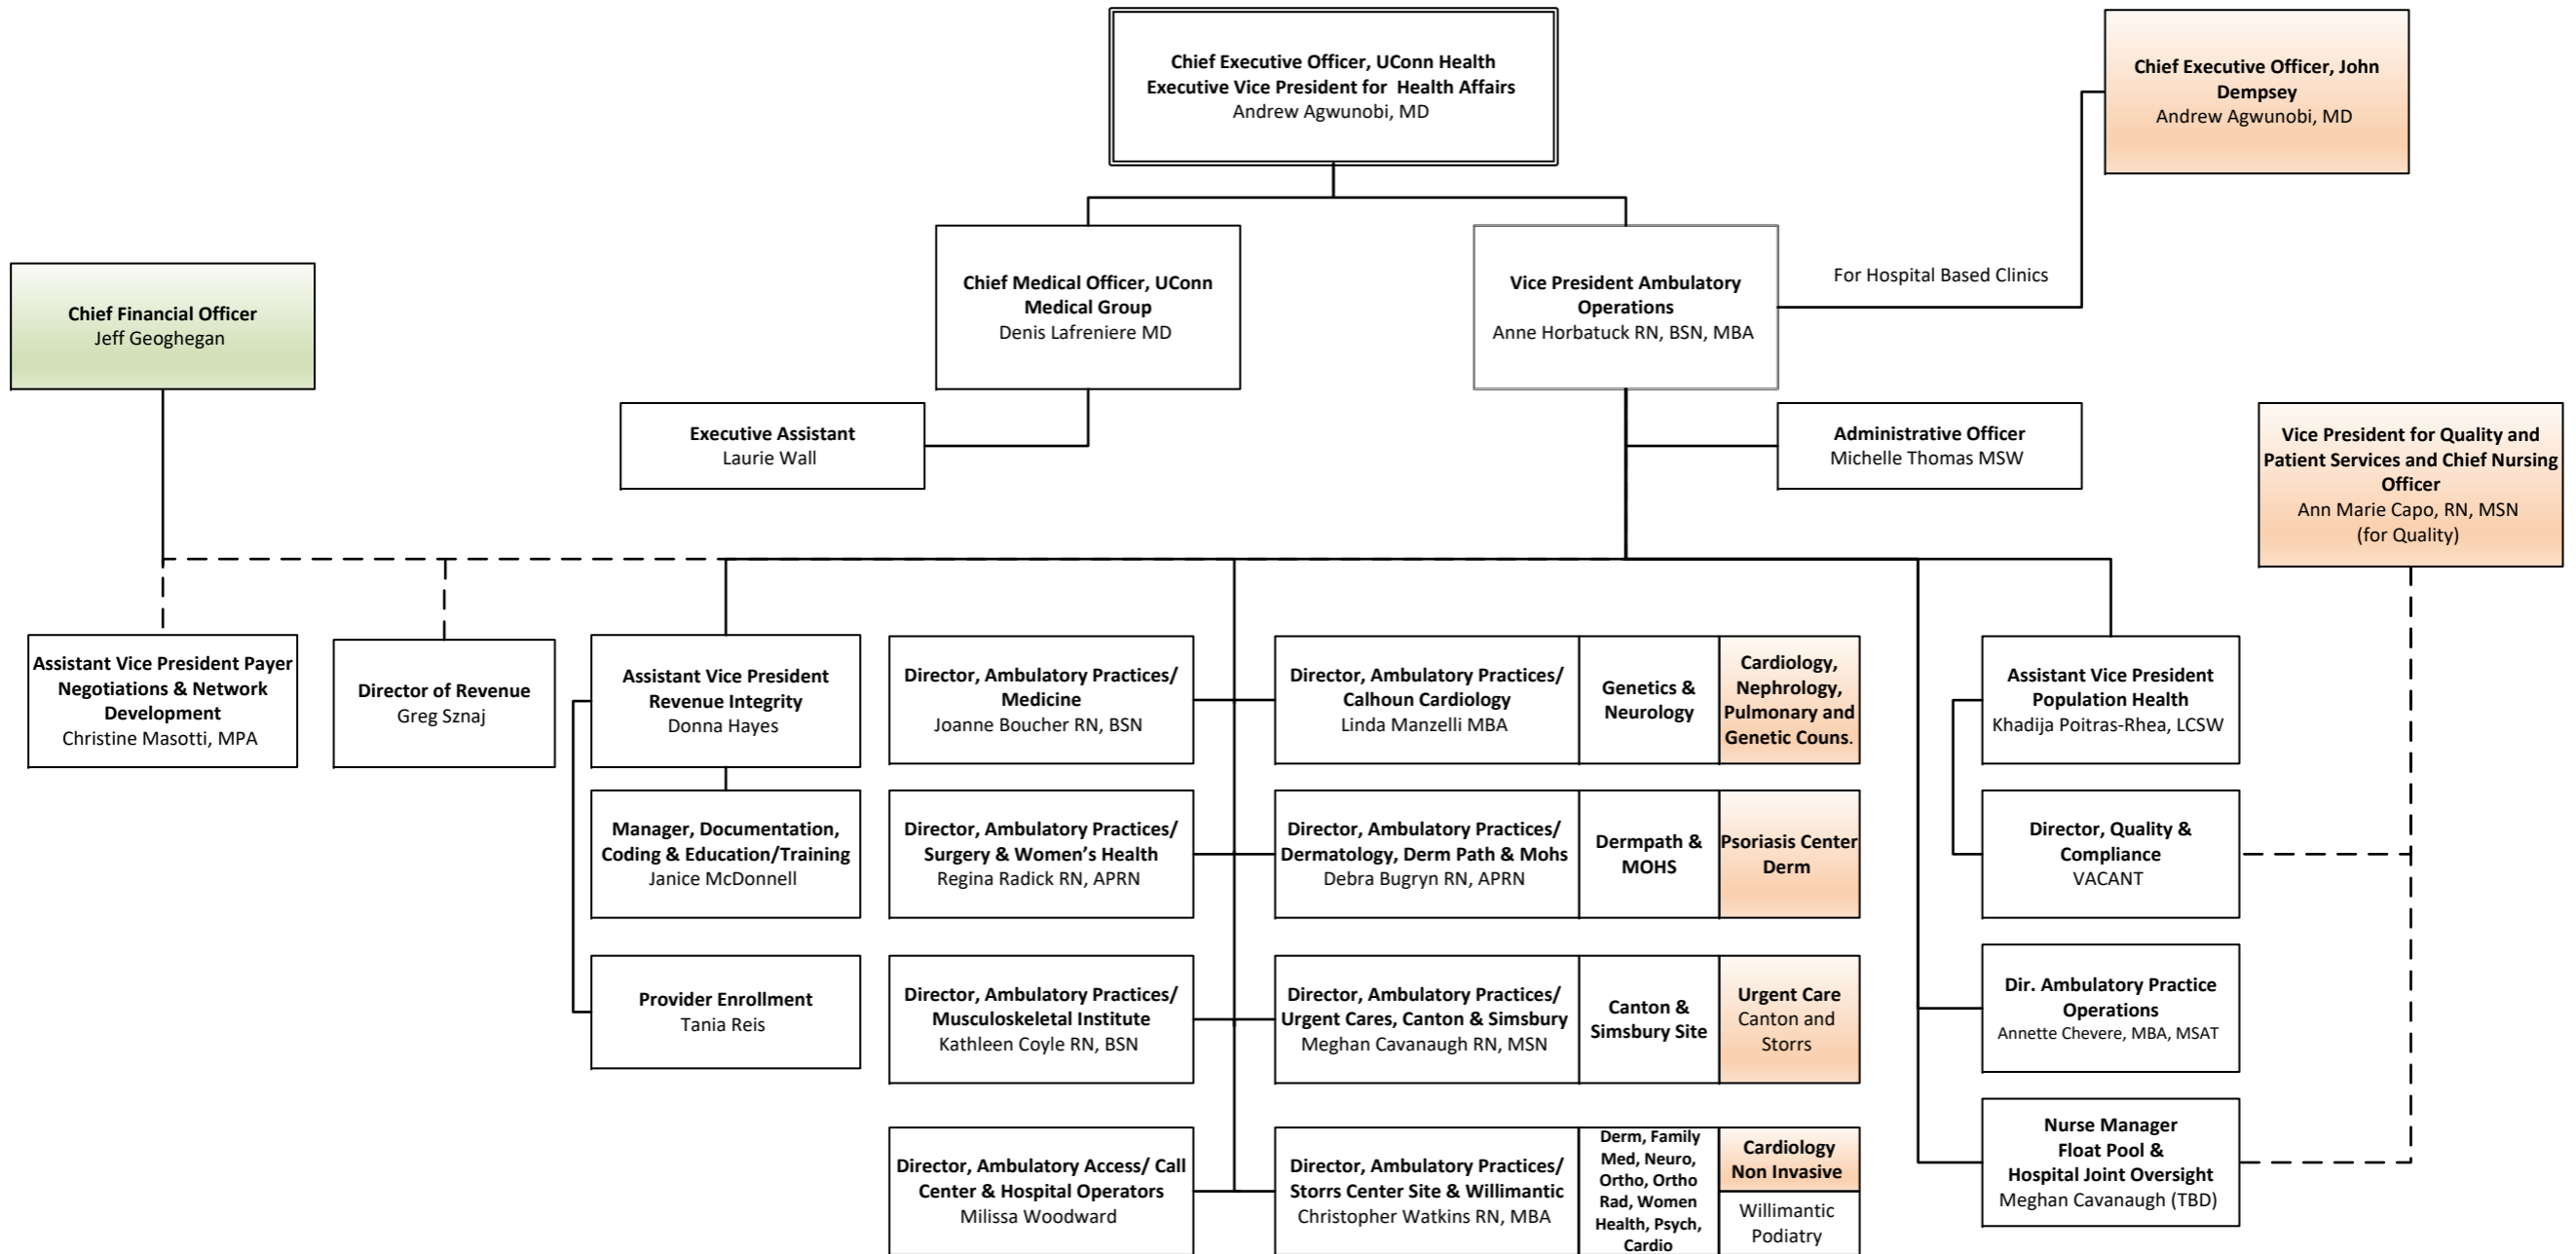 Chief Executive Officer, UConn Health
Executive Vice President for Health Affairs
Andrew Agwunobi, MD
Chief Executive Officer, John
Dempsey
Andrew Agwunobi, MD
Chief Financial Officer
Jeff Geoghegan
Chief Medical Officer, UConn
Medical Group
Denis Lafreniere MD
Vice President Ambulatory
Operations
Anne Horbatuck RN, BSN, MBA
For Hospital Based Clinics
Executive Assistant
Laurie Wall
Administrative Officer
Michelle Thomas MSW
Vice President for Quality and
Patient Services and Chief Nursing
Officer
Ann Marie Capo, RN, MSN
(for Quality)
Assistant Vice President Payer
Negotiations & Network
Development
Christine Masotti, MPA
Director of Revenue
Greg Sznaj
Assistant Vice President
Revenue Integrity
Donna Hayes
Director, Ambulatory Practices/
Medicine
Joanne Boucher RN, BSN
Director, Ambulatory Practices/
Calhoun Cardiology
Linda Manzelli MBA
Genetics &
Neurology
Cardiology,
Nephrology,
Pulmonary and
Genetic Couns.
Assistant Vice President
Population Health
Khadija Poitras-Rhea, LCSW
Manager, Documentation,
Coding & Education/Training
Janice McDonnell
Director, Ambulatory Practices/
Surgery & Women’s Health
Regina Radick RN, APRN
Director, Ambulatory Practices/
Dermatology, Derm Path & Mohs
Debra Bugryn RN, APRN
Dermpath &
MOHS
Psoriasis Center
Derm
Director, Quality &
Compliance
VACANT
Provider Enrollment
Tania Reis
Director, Ambulatory Practices/
Musculoskeletal Institute
Kathleen Coyle RN, BSN
Director, Ambulatory Practices/
Urgent Cares, Canton & Simsbury
Meghan Cavanaugh RN, MSN
Canton &
Simsbury Site
Urgent Care
Canton and
Storrs
Dir. Ambulatory Practice
Operations
Annette Chevere, MBA, MSAT
Director, Ambulatory Access/ Call
Center & Hospital Operators
Milissa Woodward
Director, Ambulatory Practices/
Storrs Center Site & Willimantic
Christopher Watkins RN, MBA
Derm, Family
Med, Neuro,
Ortho, Ortho
Rad, Women
Health, Psych,
Cardio
Cardiology
Non Invasive
Willimantic
Podiatry
Nurse Manager
Float Pool &
Hospital Joint Oversight
Meghan Cavanaugh (TBD)